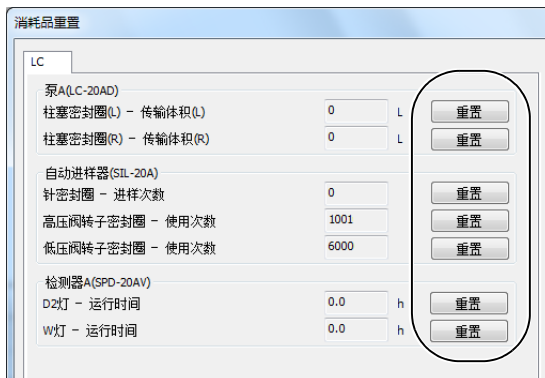 消耗品重置
LC
泵A(LC-20AD)
柱塞密封圈(L) - 传输体积(L) 0 L 重置
柱塞密封圈(R) - 传输体积(R) 0 L 重置
自动进样器(SIL-20A)
针密封圈 - 进样次数 0 重置
高压阀转子密封圈 - 使用次数 1001 重置
低压阀转子密封圈 - 使用次数 6000 重置
检测器A(SPD-20AV)
D2灯 - 运行时间 0.0 h 重置
W灯 - 运行时间 0.0 h 重置